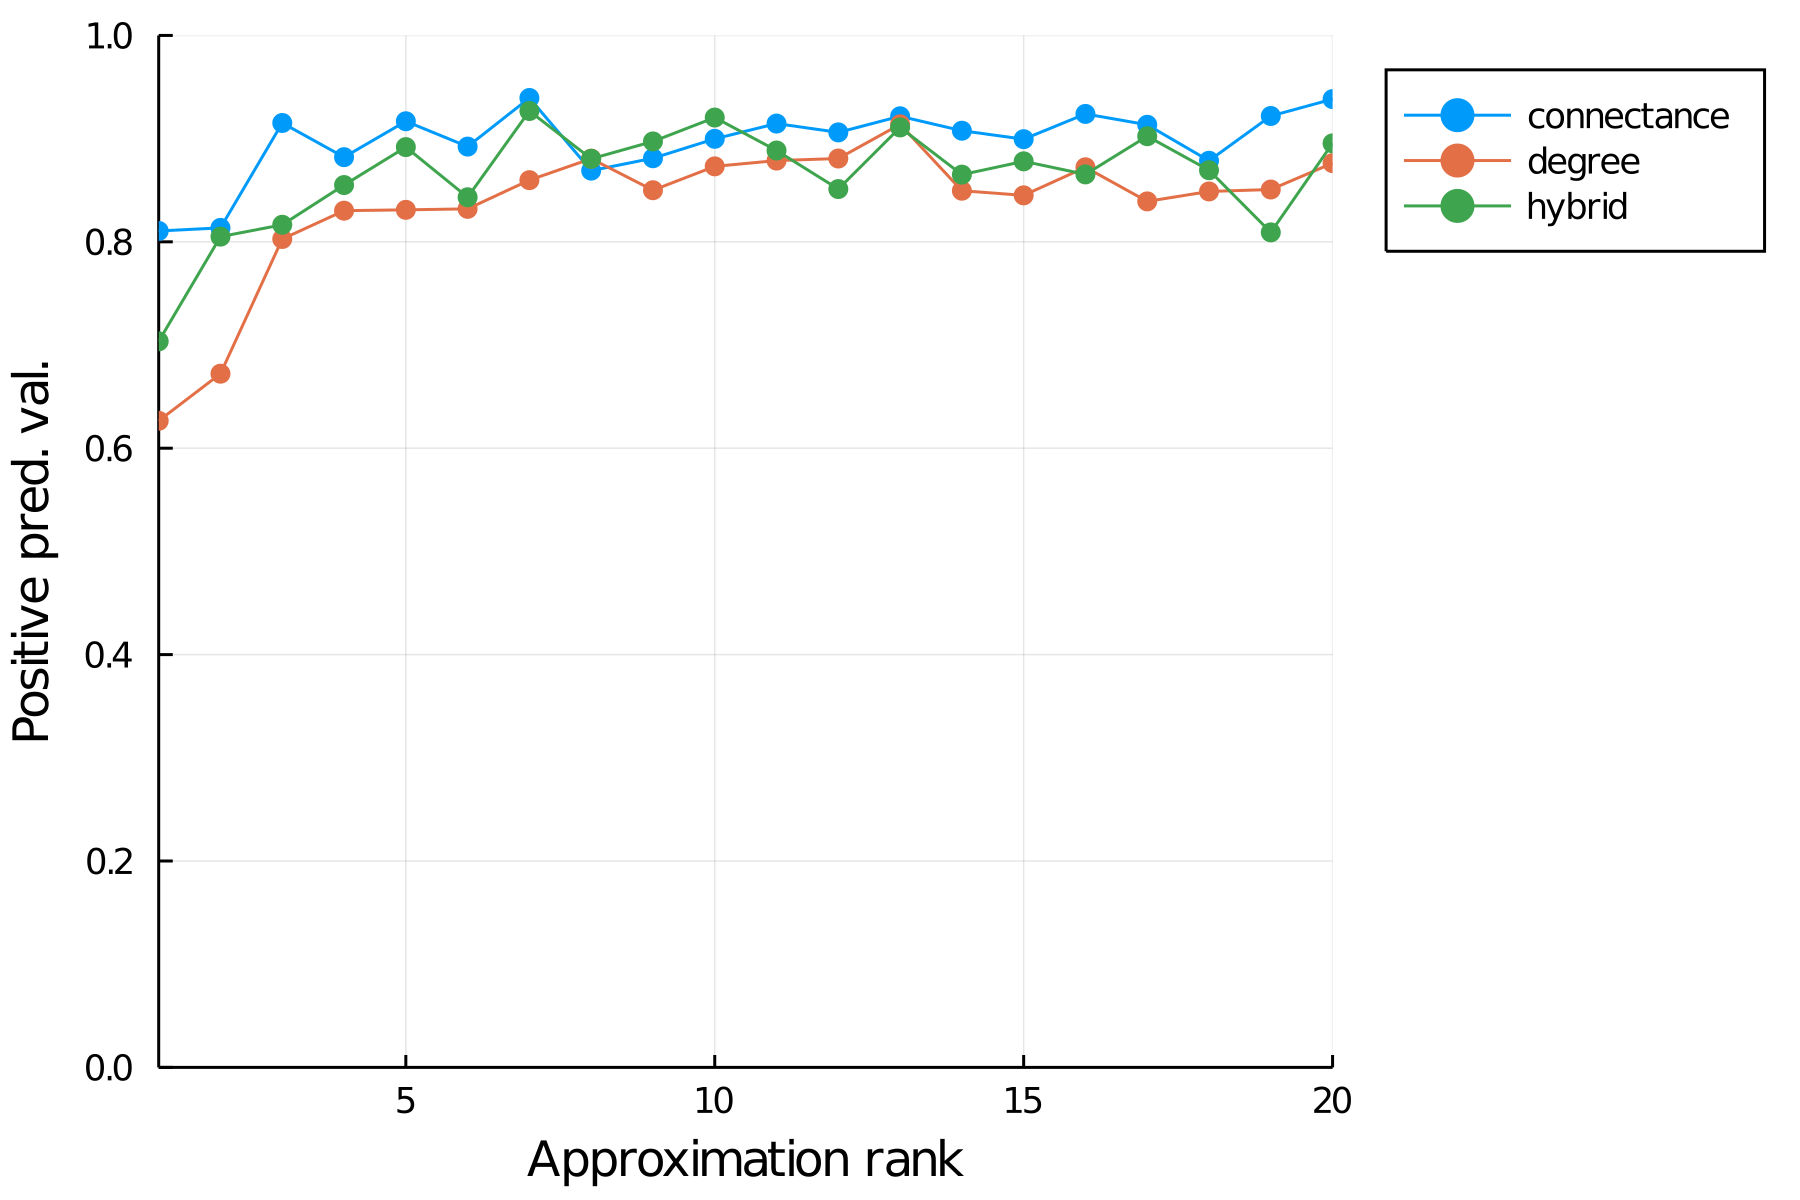 1.0
0.8
0.6
0.4
0.2
0.0
Positive pred. val.
5 10 15 20
Approximation rank
connectance
degree
hybrid